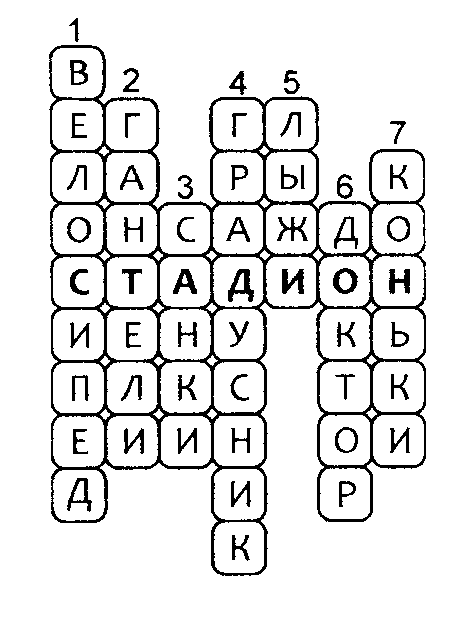 1
В
2 4 5
Е Г Г Л
7
Л А Р Ы К
3 6
О Н С А Ж Д О
С Т А Д И О Н
И Е Н У К Ь
П Л К С Т К
Е И И Н О И
Д И Р
К